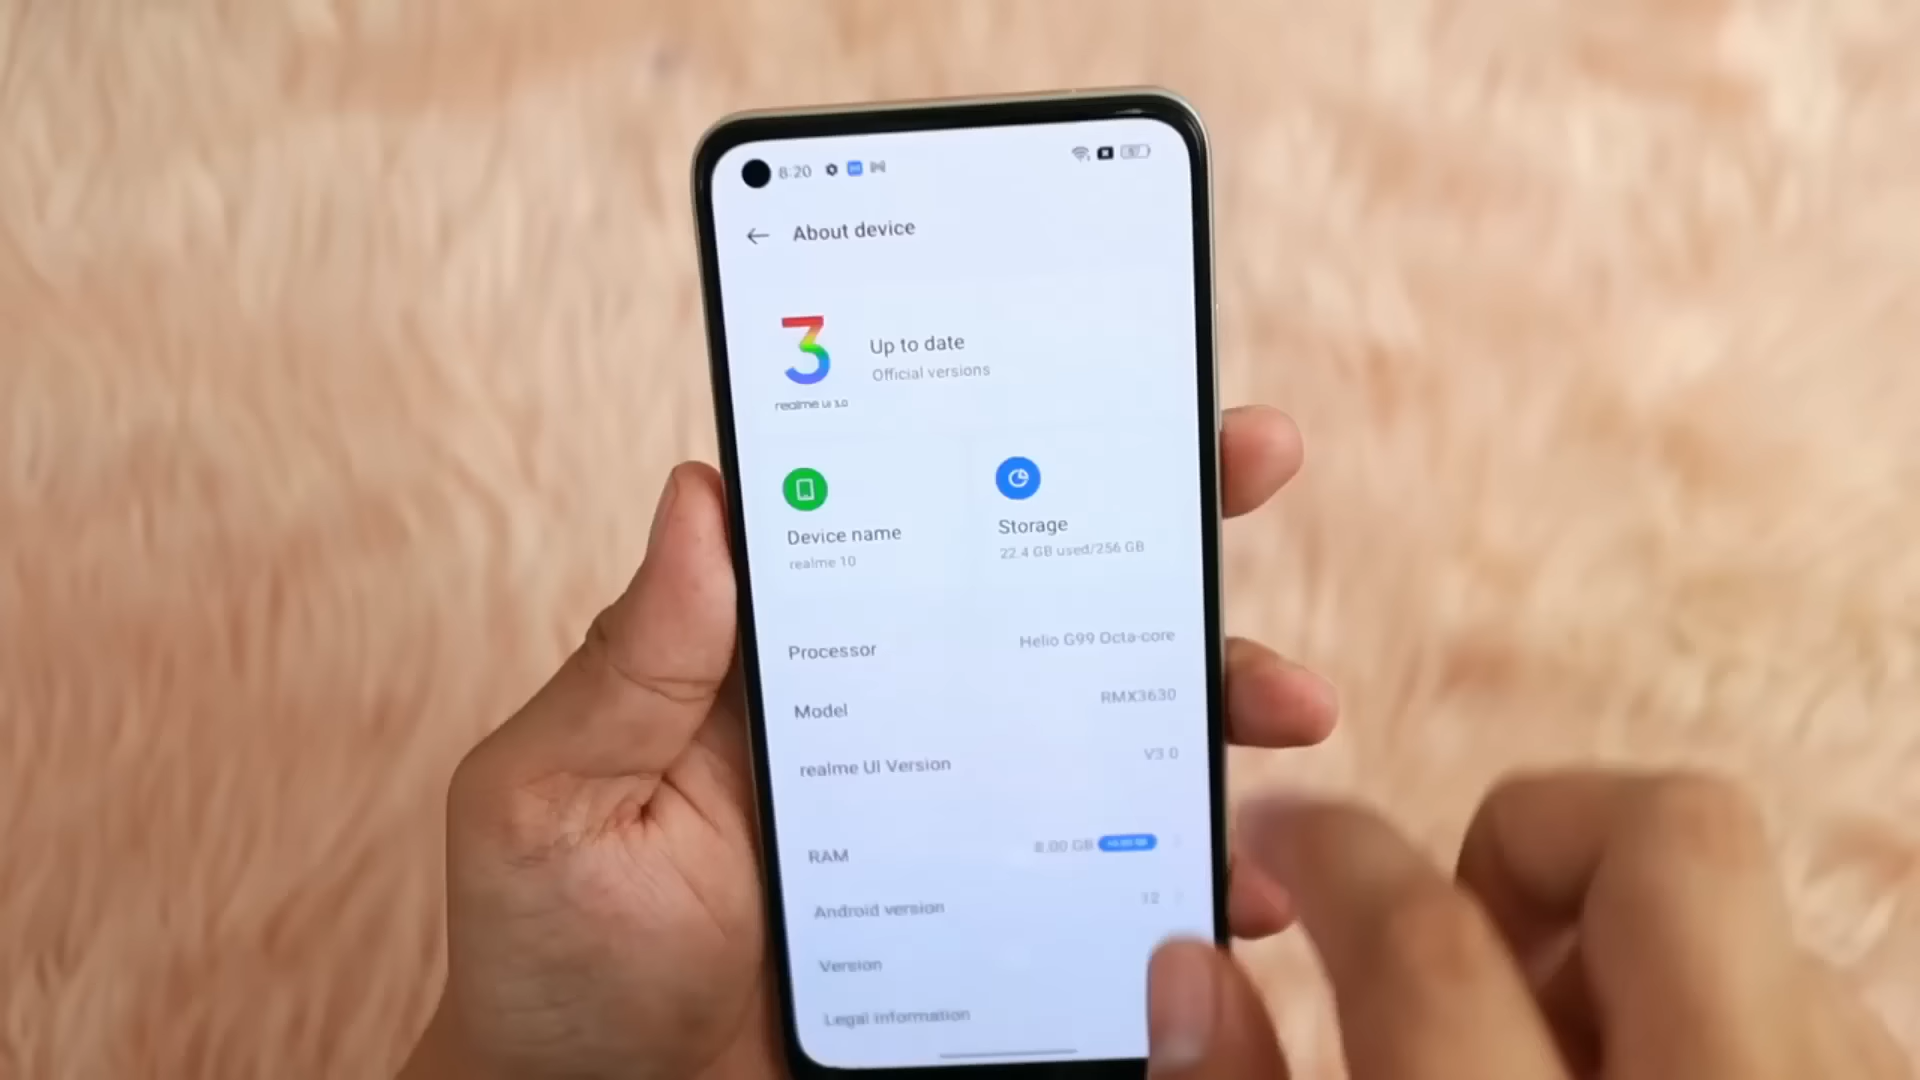 8:20
About device
Up to date
Official versions
realme UI 3.0
Device name
realme 10
Storage
22.4 GB used/256 GB
Processor
Helio G99 Octa-core
Model
RMX3630
realme UI Version
V3.0
RAM
8.00 GB
Android version
12
Version
Legal information